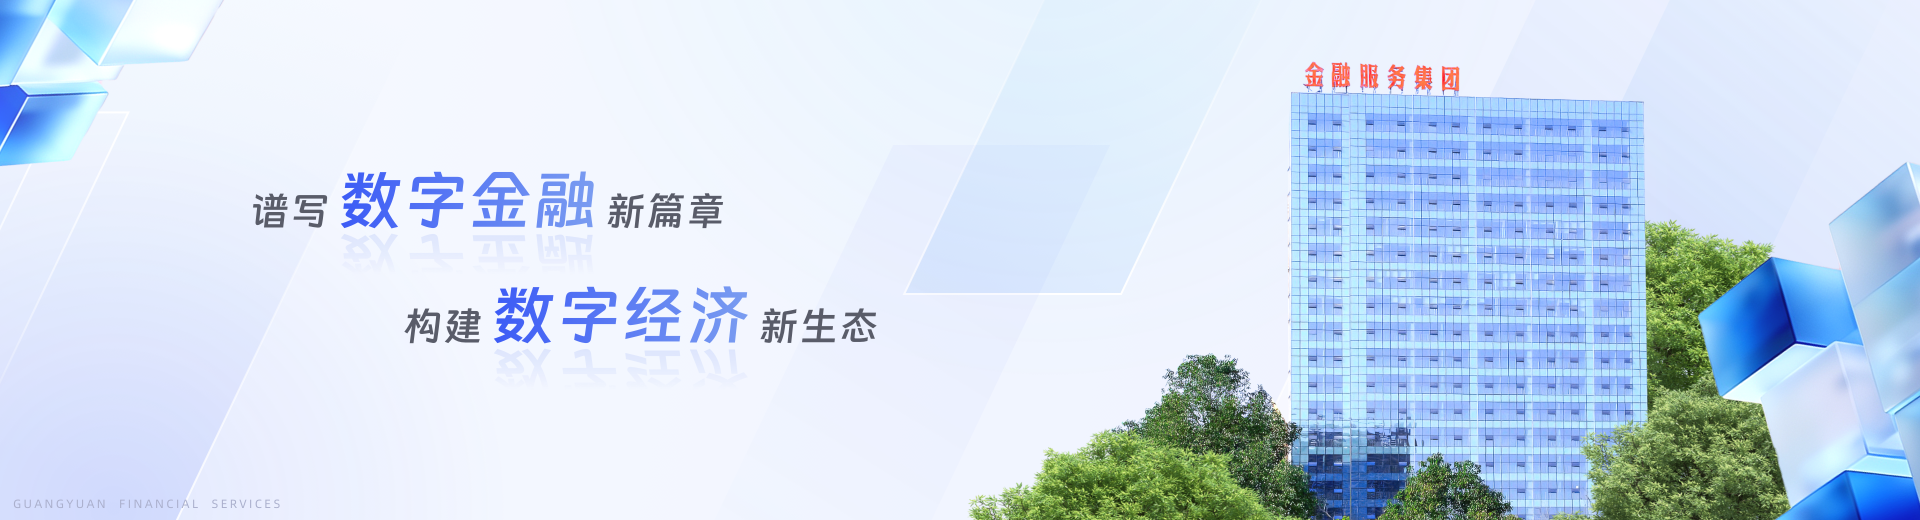 金融服务集团
谱写 数字金融 新篇章
构建 数字经济 新生态
GUANGYUAN FINANCIAL SERVICES